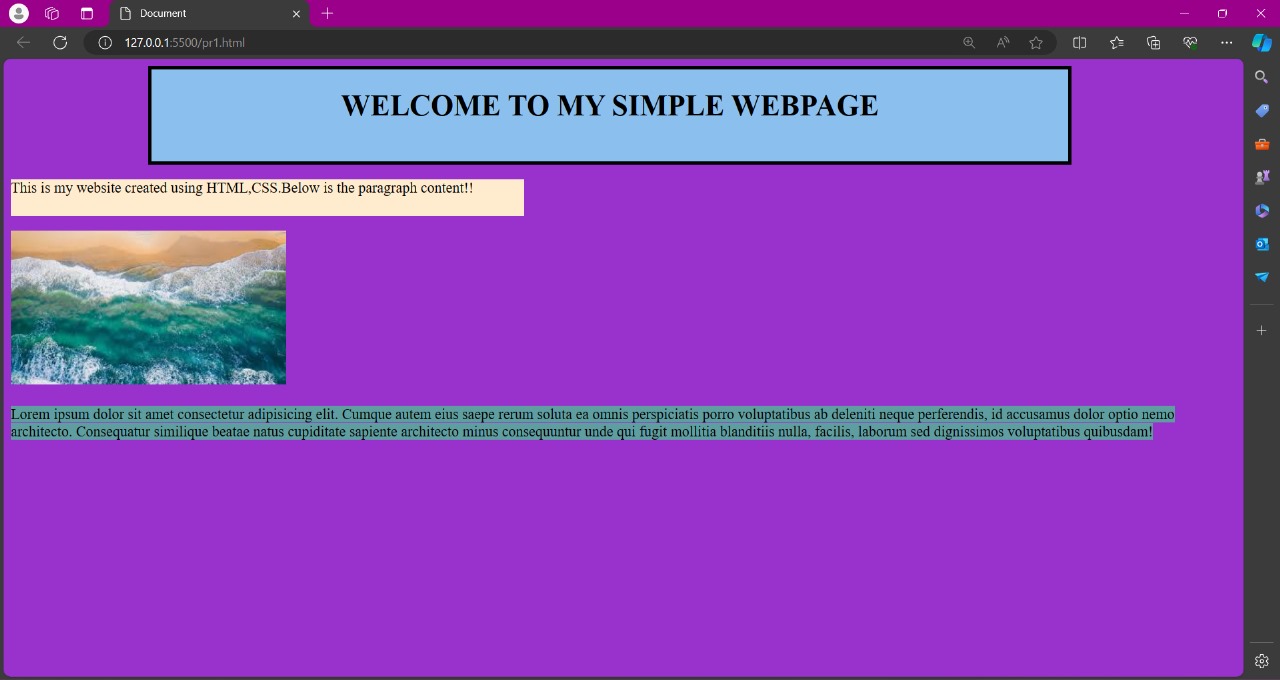 Document
127.0.0.1:5500/pr1.html
WELCOME TO MY SIMPLE WEBPAGE
This is my website created using HTML,CSS.Below is the paragraph content!!
Lorem ipsum dolor sit amet consectetur adipisicing elit. Cumque autem eius saepe rerum soluta ea omnis perspiciatis porro voluptatibus ab deleniti neque perferendis, id accusamus dolor optio nemo
architecto. Consequatur similique beatae natus cupiditate sapiente architecto minus consequuntur unde qui fugit mollitia blanditiis nulla, facilis, laborum sed dignissimos voluptatibus quibusdam!